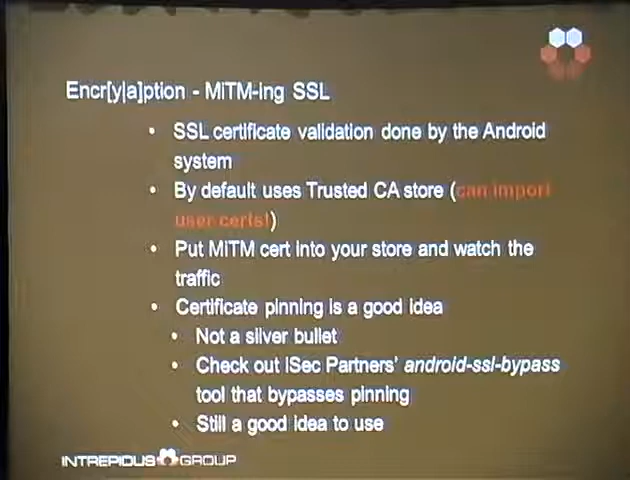 Encr[y|a]ption - MiTM-ing SSL
• SSL certificate validation done by the Android
system
• By default uses Trusted CA store (can import
user certs!)
• Put MiTM cert into your store and watch the
traffic
• Certificate pinning is a good idea
• Not a silver bullet
• Check out iSec Partners' android-ssl-bypass
tool that bypasses pinning
• Still a good idea to use
INTREPIDUS GROUP